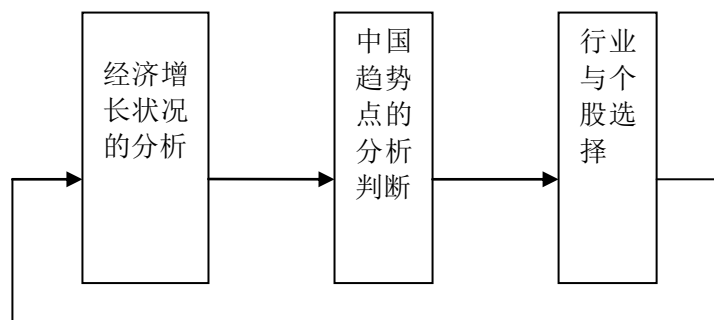 经济增
长状况
的分析
中国
趋势
点的
分析
判断
行业
与个
股选
择